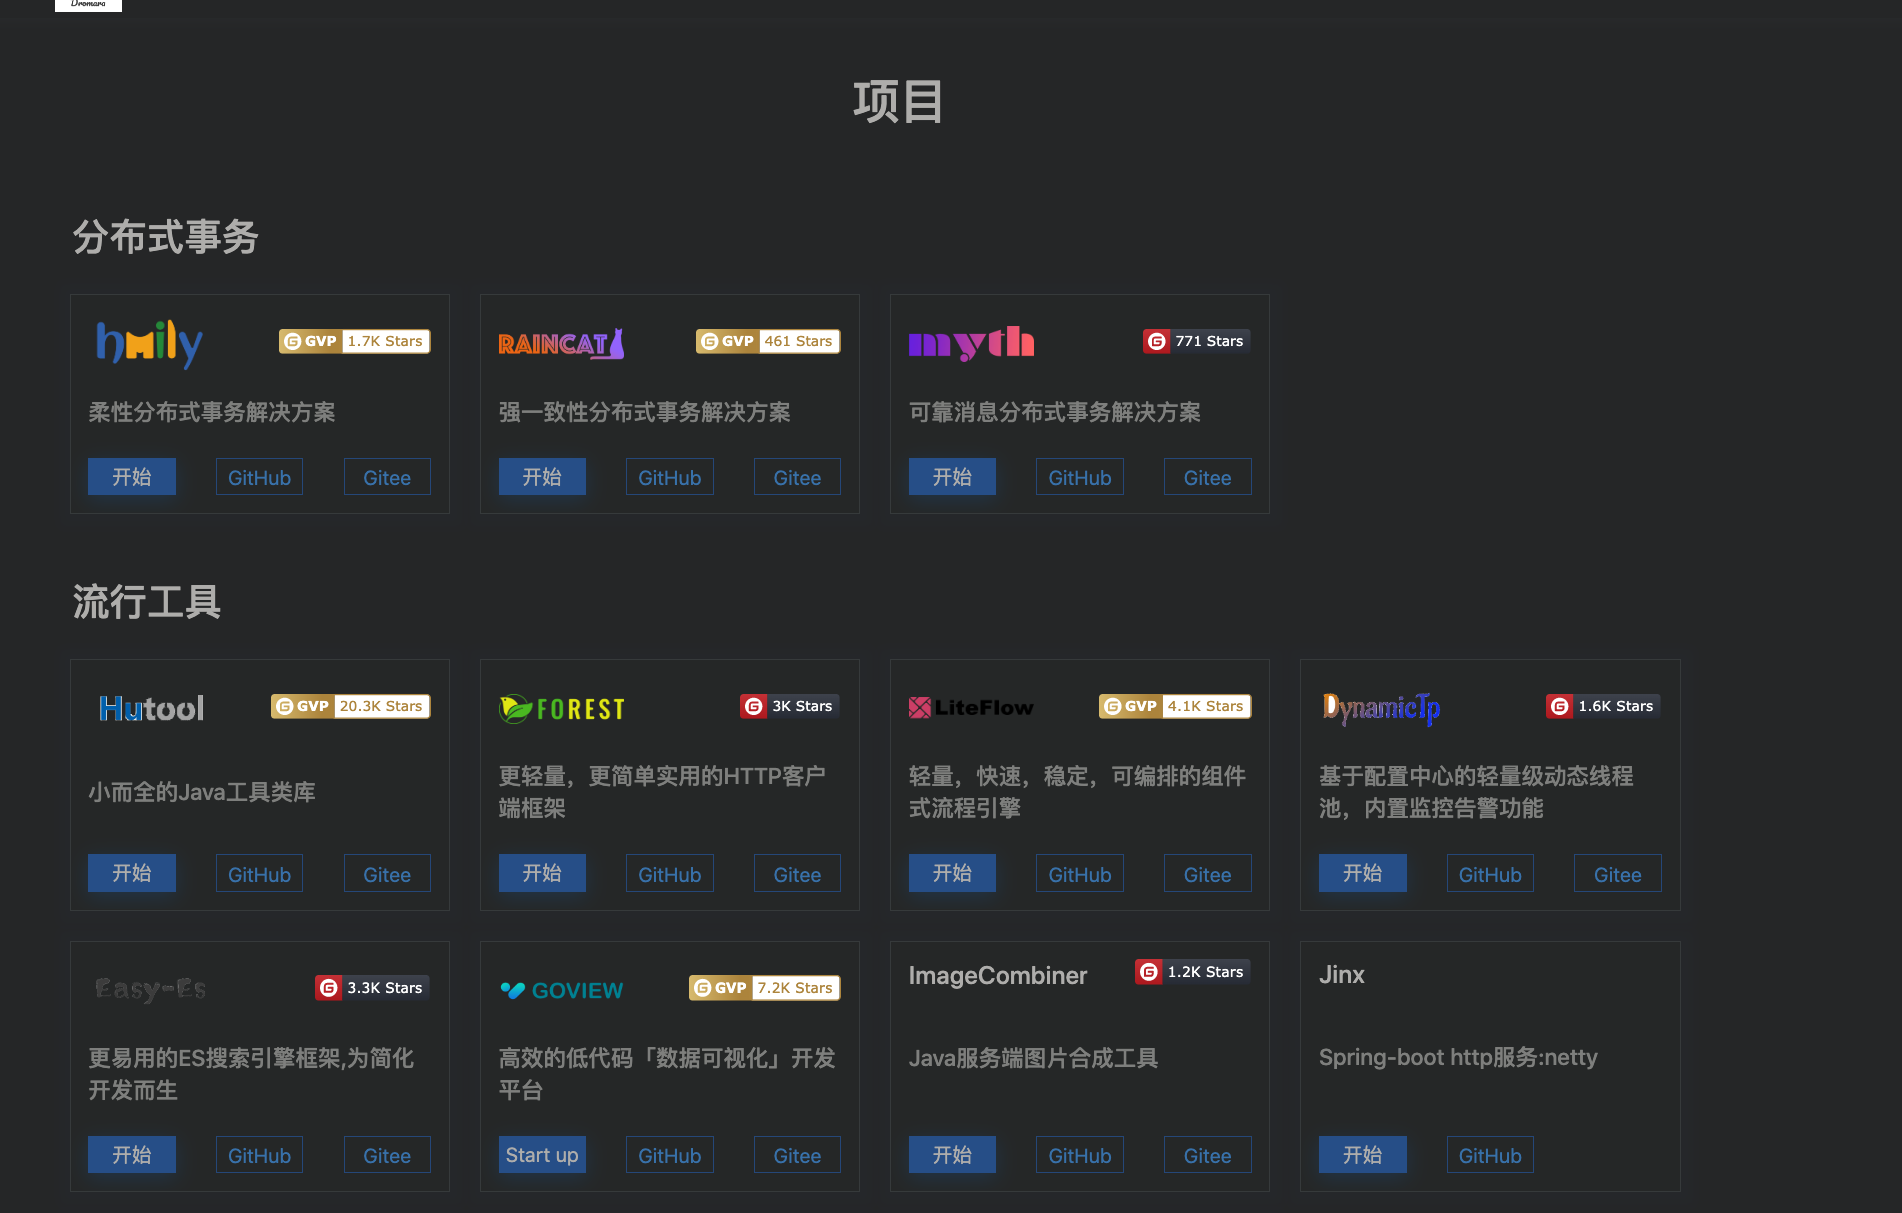 Dromara
项目
分布式事务
hmily
GVP 1.7K Stars
柔性分布式事务解决方案
开始 GitHub Gitee
RAINCAT
GVP 461 Stars
强一致性分布式事务解决方案
开始 GitHub Gitee
myth
771 Stars
可靠消息分布式事务解决方案
开始 GitHub Gitee
流行工具
Hutool
GVP 20.3K Stars
小而全的Java工具类库
开始 GitHub Gitee
FOREST
3K Stars
更轻量，更简单实用的HTTP客户
端框架
开始 GitHub Gitee
LiteFlow
GVP 4.1K Stars
轻量，快速，稳定，可编排的组件
式流程引擎
开始 GitHub Gitee
DynamicTp
1.6K Stars
基于配置中心的轻量级动态线程
池，内置监控告警功能
开始 GitHub Gitee
Easy-Es
3.3K Stars
更易用的ES搜索引擎框架,为简化
开发而生
开始 GitHub Gitee
GOVIEW
GVP 7.2K Stars
高效的低代码「数据可视化」开发
平台
Start up GitHub Gitee
ImageCombiner
1.2K Stars
Java服务端图片合成工具
开始 GitHub Gitee
Jinx
Spring-boot http服务:netty
开始 GitHub